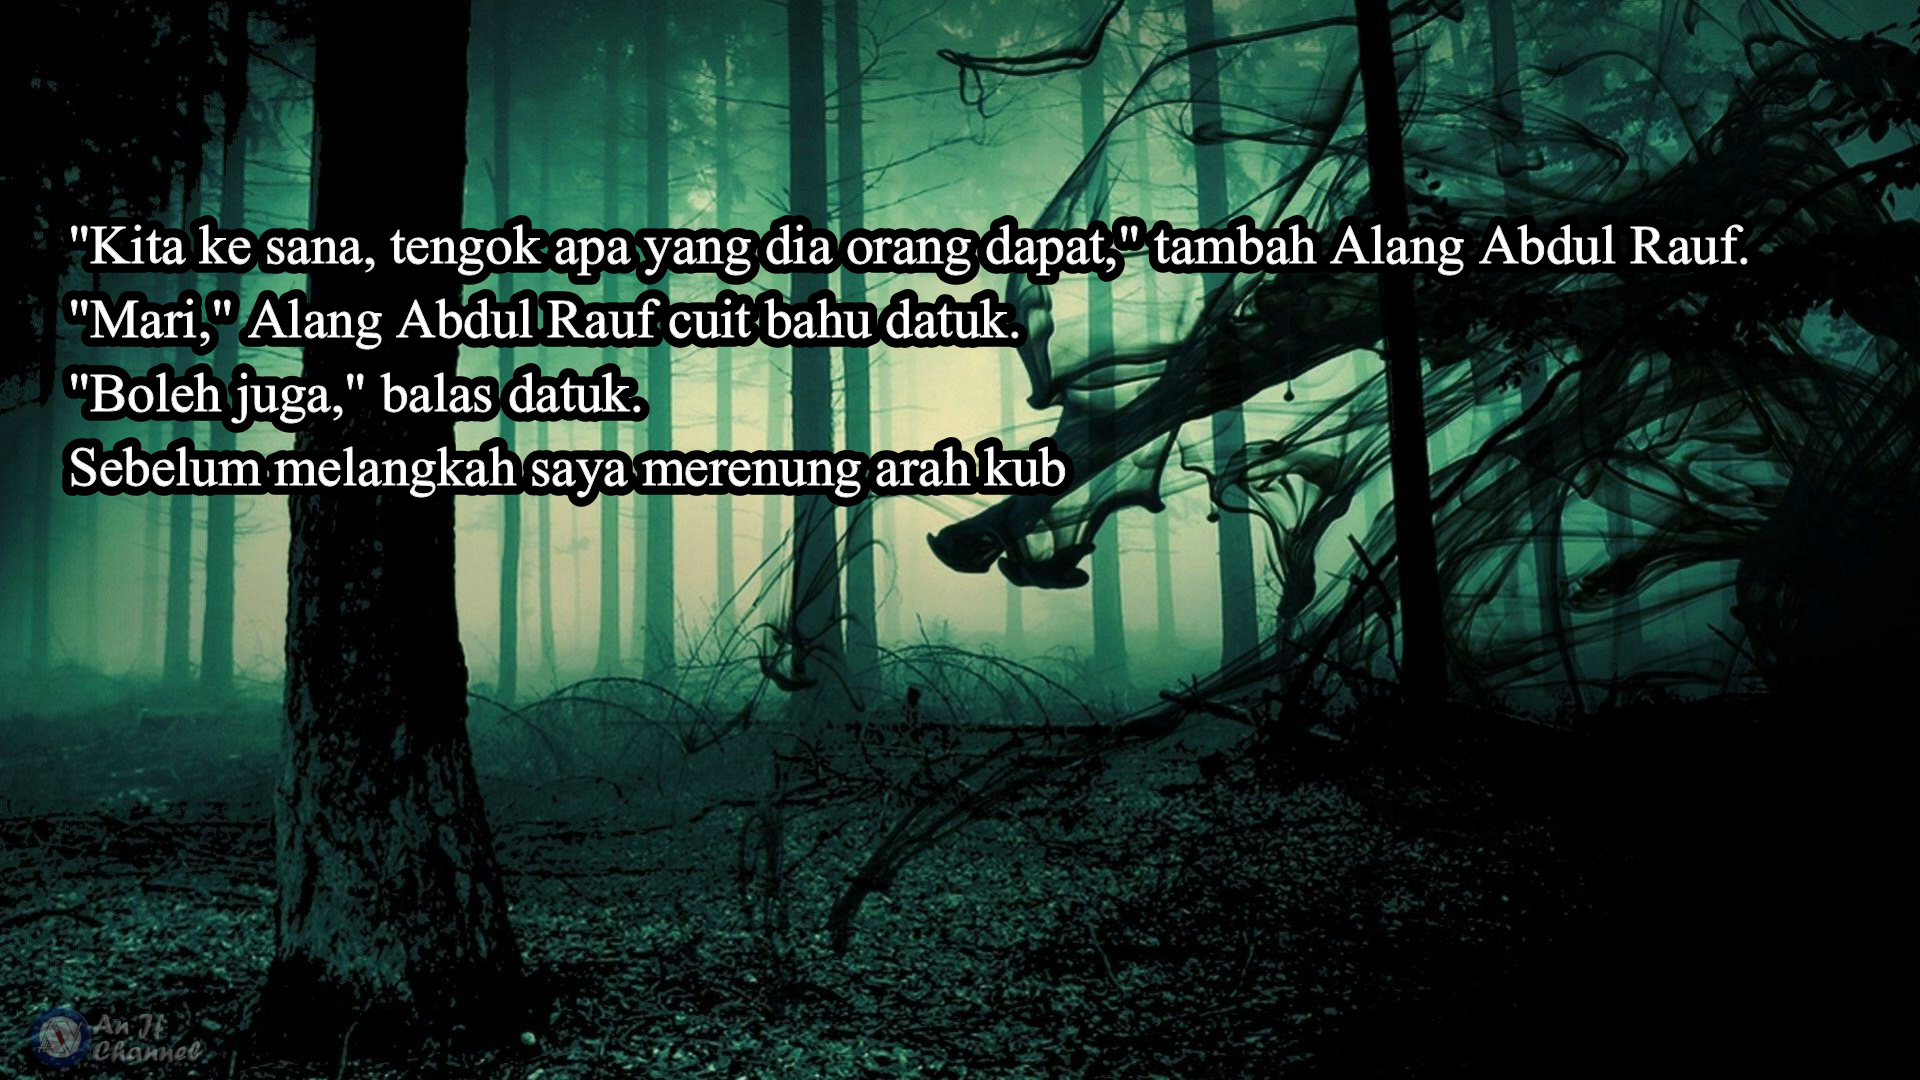 "Kita ke sana, tengok apa yang dia orang dapat," tambah Alang Abdul Rauf.
"Mari," Alang Abdul Rauf cuit bahu datuk.
"Boleh juga," balas datuk.
Sebelum melangkah saya merenung arah kub
An Jf
Channel